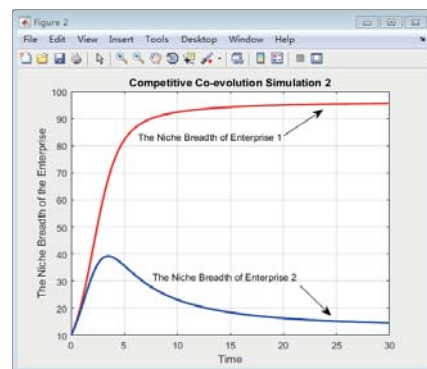 Figure 2
File Edit View Insert Tools Desktop Window Help
Competitive Co-evolution Simulation 2
The Niche Breadth of the Enterprise
100
90
80
70
60
50
40
30
20
10
The Niche Breadth of Enterprise 1
The Niche Breadth of Enterprise 2
0 5 10 15 20 25 30
Time